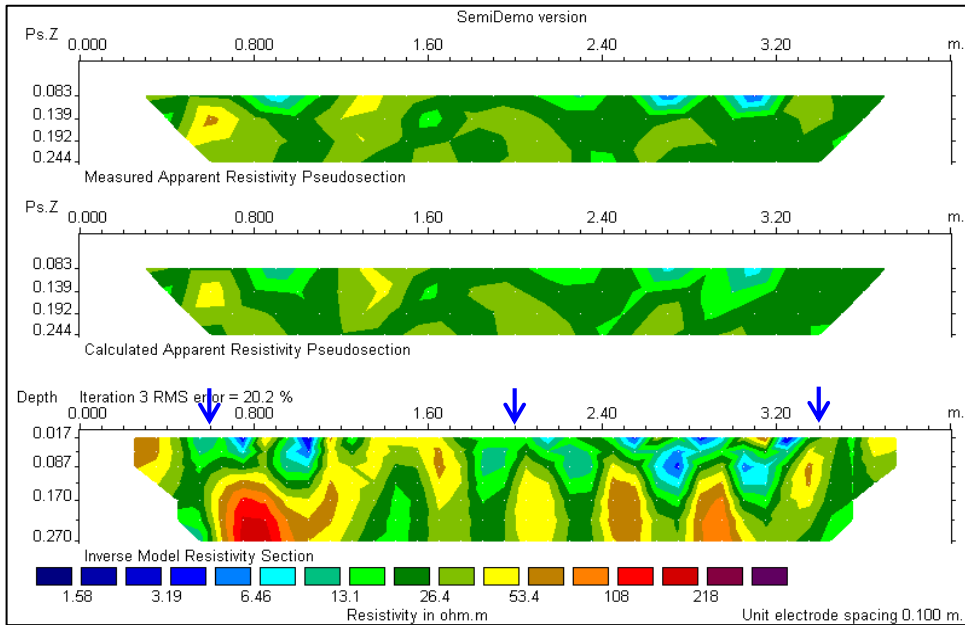 SemiDemo version
Ps.Z 0.000 0.800 1.60 2.40 3.20 m.
0.083
0.139
0.192
0.244
Measured Apparent Resistivity Pseudosection
Ps.Z 0.000 0.800 1.60 2.40 3.20 m.
0.083
0.139
0.192
0.244
Calculated Apparent Resistivity Pseudosection
Depth Iteration 3 RMS error = 20.2 %
0.000 0.800 1.60 2.40 3.20 m.
0.017
0.087
0.170
0.270
Inverse Model Resistivity Section
1.58 3.19 6.46 13.1 26.4 53.4 108 218
Resistivity in ohm.m Unit electrode spacing 0.100 m.